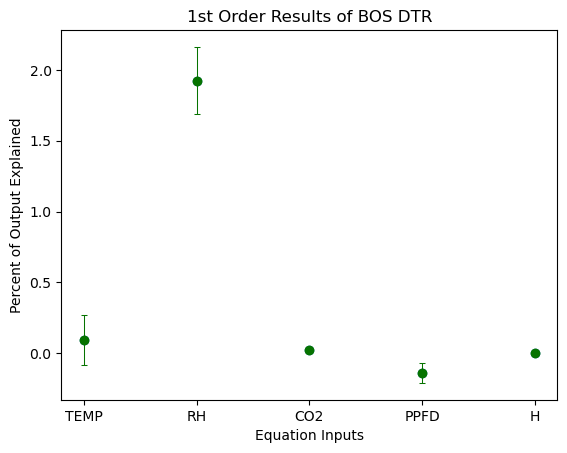 1st Order Results of BOS DTR
Percent of Output Explained
2.0
1.5
1.0
0.5
0.0
TEMP RH CO2 PPFD H
Equation Inputs